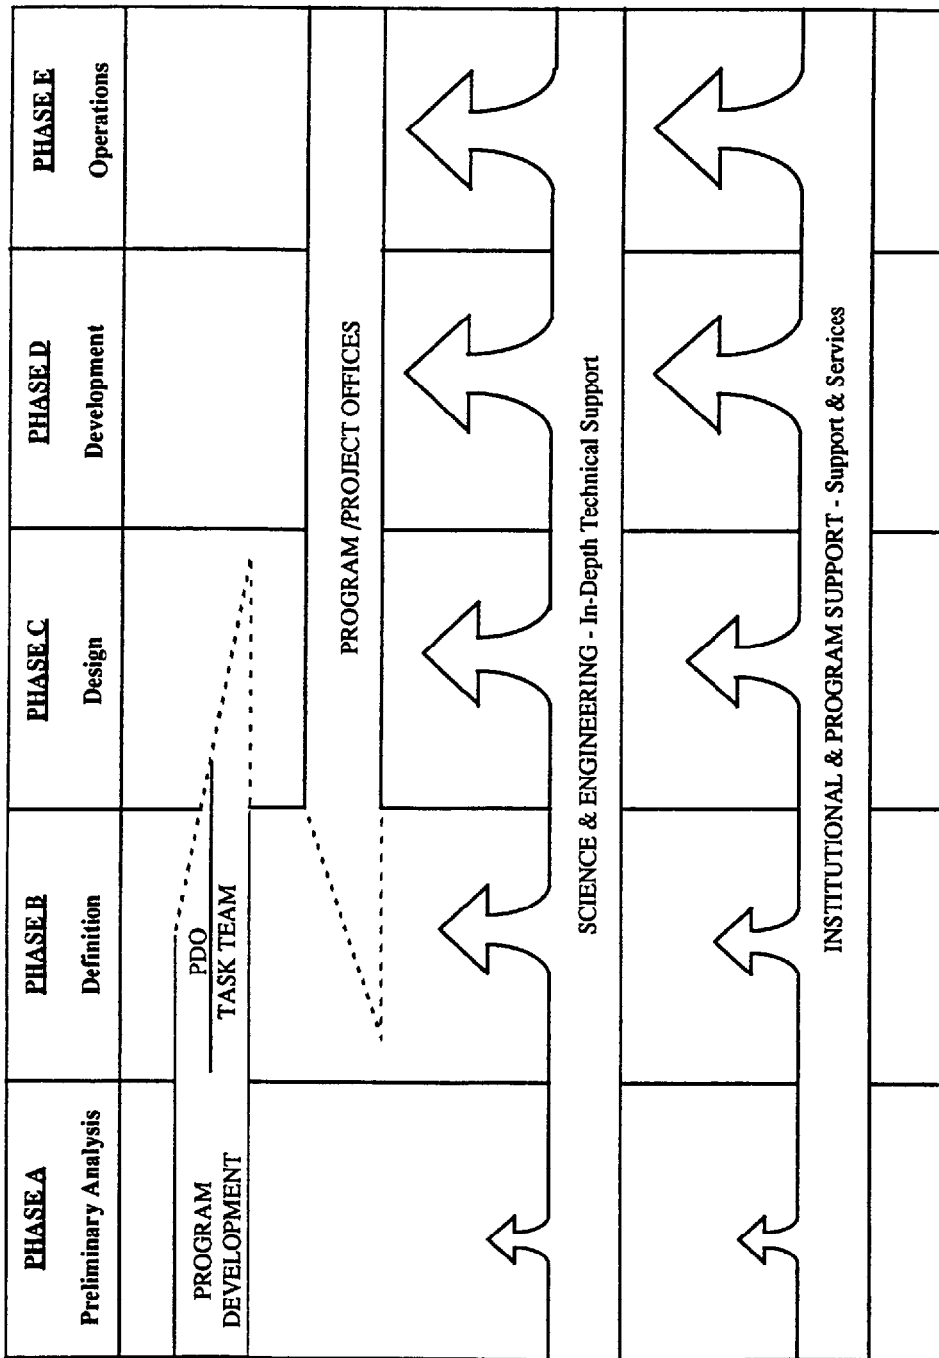 PHASE A
Preliminary Analysis
PHASE B
Definition
PHASE C
Design
PHASE D
Development
PHASE E
Operations
PROGRAM
DEVELOPMENT
PDO
TASK TEAM
PROGRAM /PROJECT OFFICES
SCIENCE & ENGINEERING - In-Depth Technical Support
INSTITUTIONAL & PROGRAM SUPPORT - Support & Services